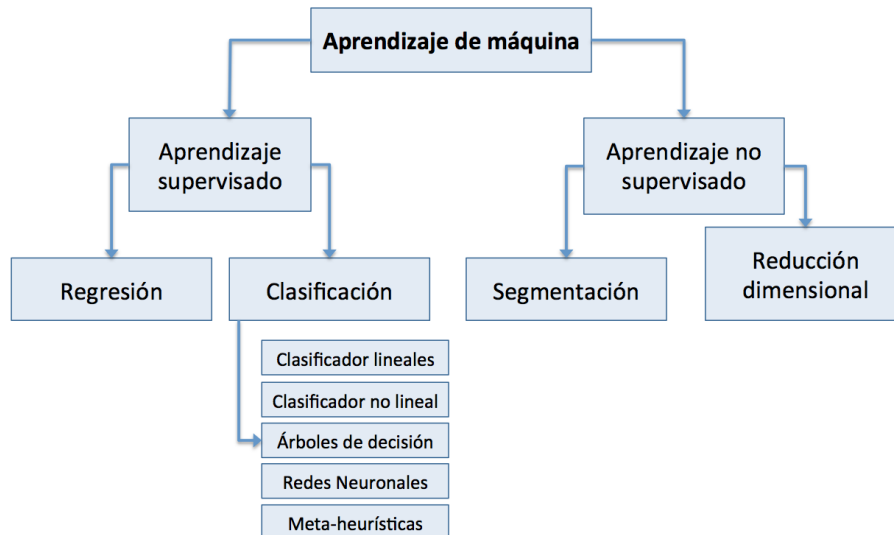 Aprendizaje de máquina
Aprendizaje
supervisado
Aprendizaje no
supervisado
Regresión
Clasificación
Segmentación
Reducción
dimensional
Clasificador lineales
Clasificador no lineal
Árboles de decisión
Redes Neuronales
Meta-heurísticas